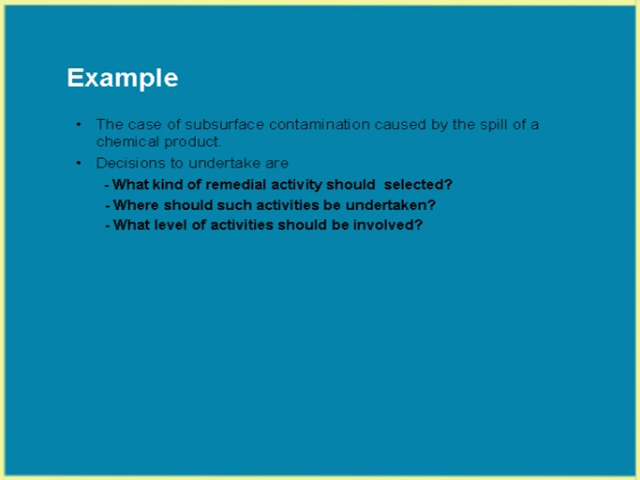 Example
• The case of subsurface contamination caused by the spill of a
chemical product.
• Decisions to undertake are
- What kind of remedial activity should  selected?
- Where should such activities be undertaken?
- What level of activities should be involved?